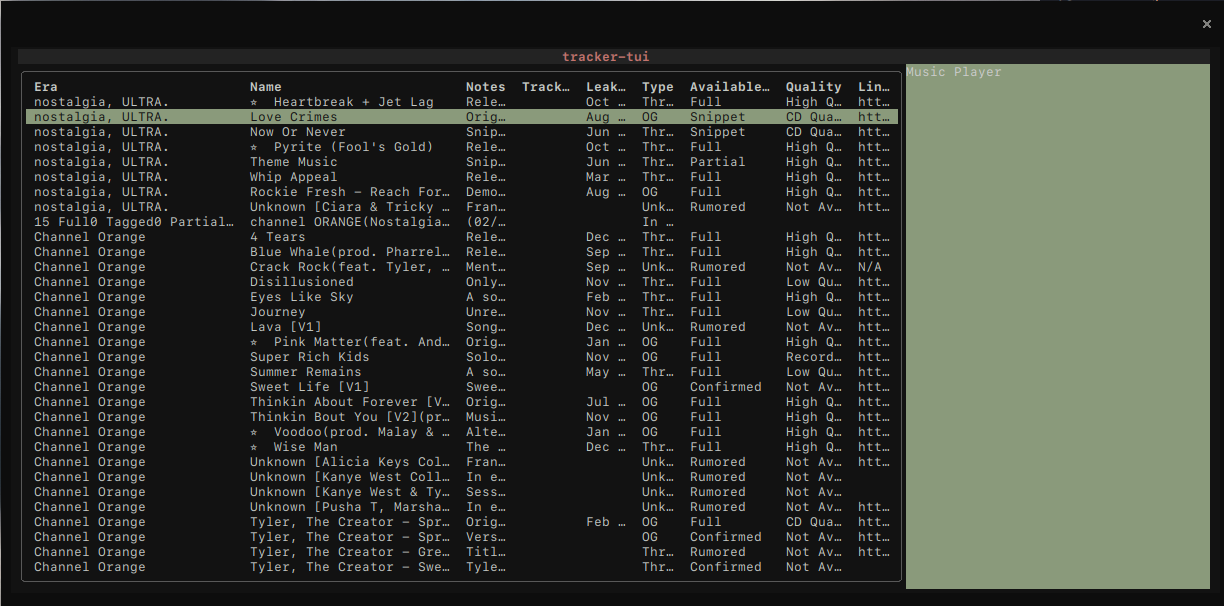 ×
tracker-tui
Music Player
Era Name Notes Track… Leak… Type Available… Quality Lin…
nostalgia, ULTRA. ☆ Heartbreak + Jet Lag Rele… Oct … Thr… Full High Q… htt…
nostalgia, ULTRA. Love Crimes Orig… Aug … OG Snippet CD Qua… htt…
nostalgia, ULTRA. Now Or Never Snip… Jun … Thr… Snippet CD Qua… htt…
nostalgia, ULTRA. ☆ Pyrite (Fool's Gold) Rele… Oct … Thr… Full High Q… htt…
nostalgia, ULTRA. Theme Music Snip… Jun … Thr… Partial High Q… htt…
nostalgia, ULTRA. Whip Appeal Rele… Mar … Thr… Full High Q… htt…
nostalgia, ULTRA. Rockie Fresh – Reach For… Demo… Aug … OG Full High Q… htt…
nostalgia, ULTRA. Unknown [Ciara & Tricky … Fran… Unk… Rumored Not Av… htt…
15 Full0 Tagged0 Partial… channel ORANGE(Nostalgia… (02/… In …
Channel Orange 4 Tears Rele… Dec … Thr… Full High Q… htt…
Channel Orange Blue Whale(prod. Pharrel… Rele… Sep … Thr… Full High Q… htt…
Channel Orange Crack Rock(feat. Tyler, … Ment… Sep … Unk… Rumored Not Av… N/A
Channel Orange Disillusioned Only… Nov … Thr… Full Low Qu… htt…
Channel Orange Eyes Like Sky A so… Feb … Thr… Full High Q… htt…
Channel Orange Journey Unre… Nov … Thr… Full Low Qu… htt…
Channel Orange Lava [V1] Song… Dec … Unk… Rumored Not Av… htt…
Channel Orange ☆ Pink Matter(feat. And… Orig… Jan … OG Full High Q… htt…
Channel Orange Super Rich Kids Solo… Nov … OG Full Record… htt…
Channel Orange Summer Remains A so… May … Thr… Full Low Qu… htt…
Channel Orange Sweet Life [V1] Swee… OG Confirmed Not Av… htt…
Channel Orange Thinkin About Forever [V… Orig… Jul … OG Full High Q… htt…
Channel Orange Thinkin Bout You [V2](pr… Musi… Nov … OG Full High Q… htt…
Channel Orange ☆ Voodoo(prod. Malay & … Alte… Jan … OG Full High Q… htt…
Channel Orange ☆ Wise Man The … Dec … Thr… Full High Q… htt…
Channel Orange Unknown [Alicia Keys Col… Fran… Unk… Rumored Not Av… htt…
Channel Orange Unknown [Kanye West Coll… In e… Unk… Rumored Not Av…
Channel Orange Unknown [Kanye West & Ty… Sess… Unk… Rumored Not Av…
Channel Orange Unknown [Pusha T, Marsha… In e… Unk… Rumored Not Av… htt…
Channel Orange Tyler, The Creator – Spr… Orig… Feb … OG Full CD Qua… htt…
Channel Orange Tyler, The Creator – Spr… Vers… OG Confirmed Not Av… htt…
Channel Orange Tyler, The Creator – Gre… Titl… Thr… Rumored Not Av… htt…
Channel Orange Tyler, The Creator – Swe… Tyle… Thr… Confirmed Not Av…